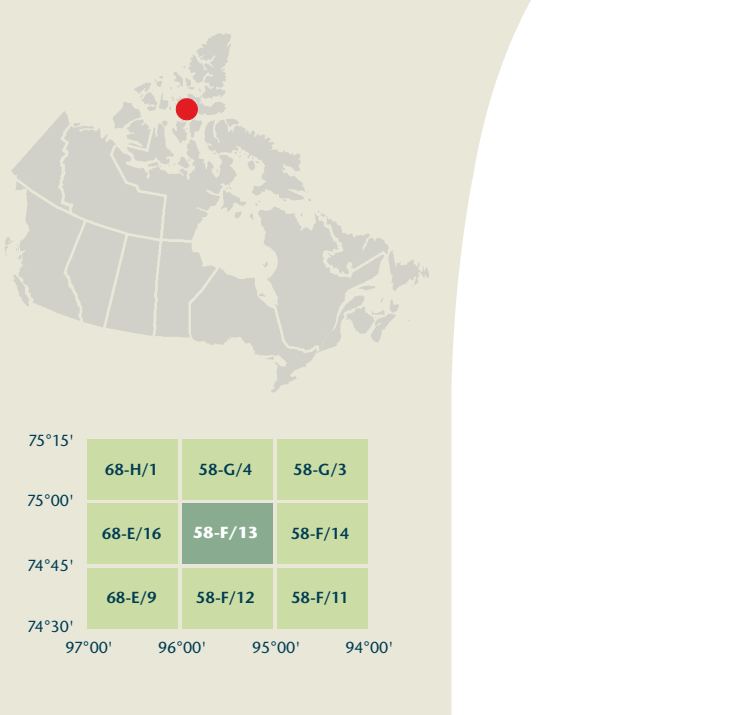 75°15'
68-H/1 58-G/4 58-G/3
75°00'
68-E/16 58-F/13 58-F/14
74°45'
68-E/9 58-F/12 58-F/11
74°30'
97°00' 96°00' 95°00' 94°00'